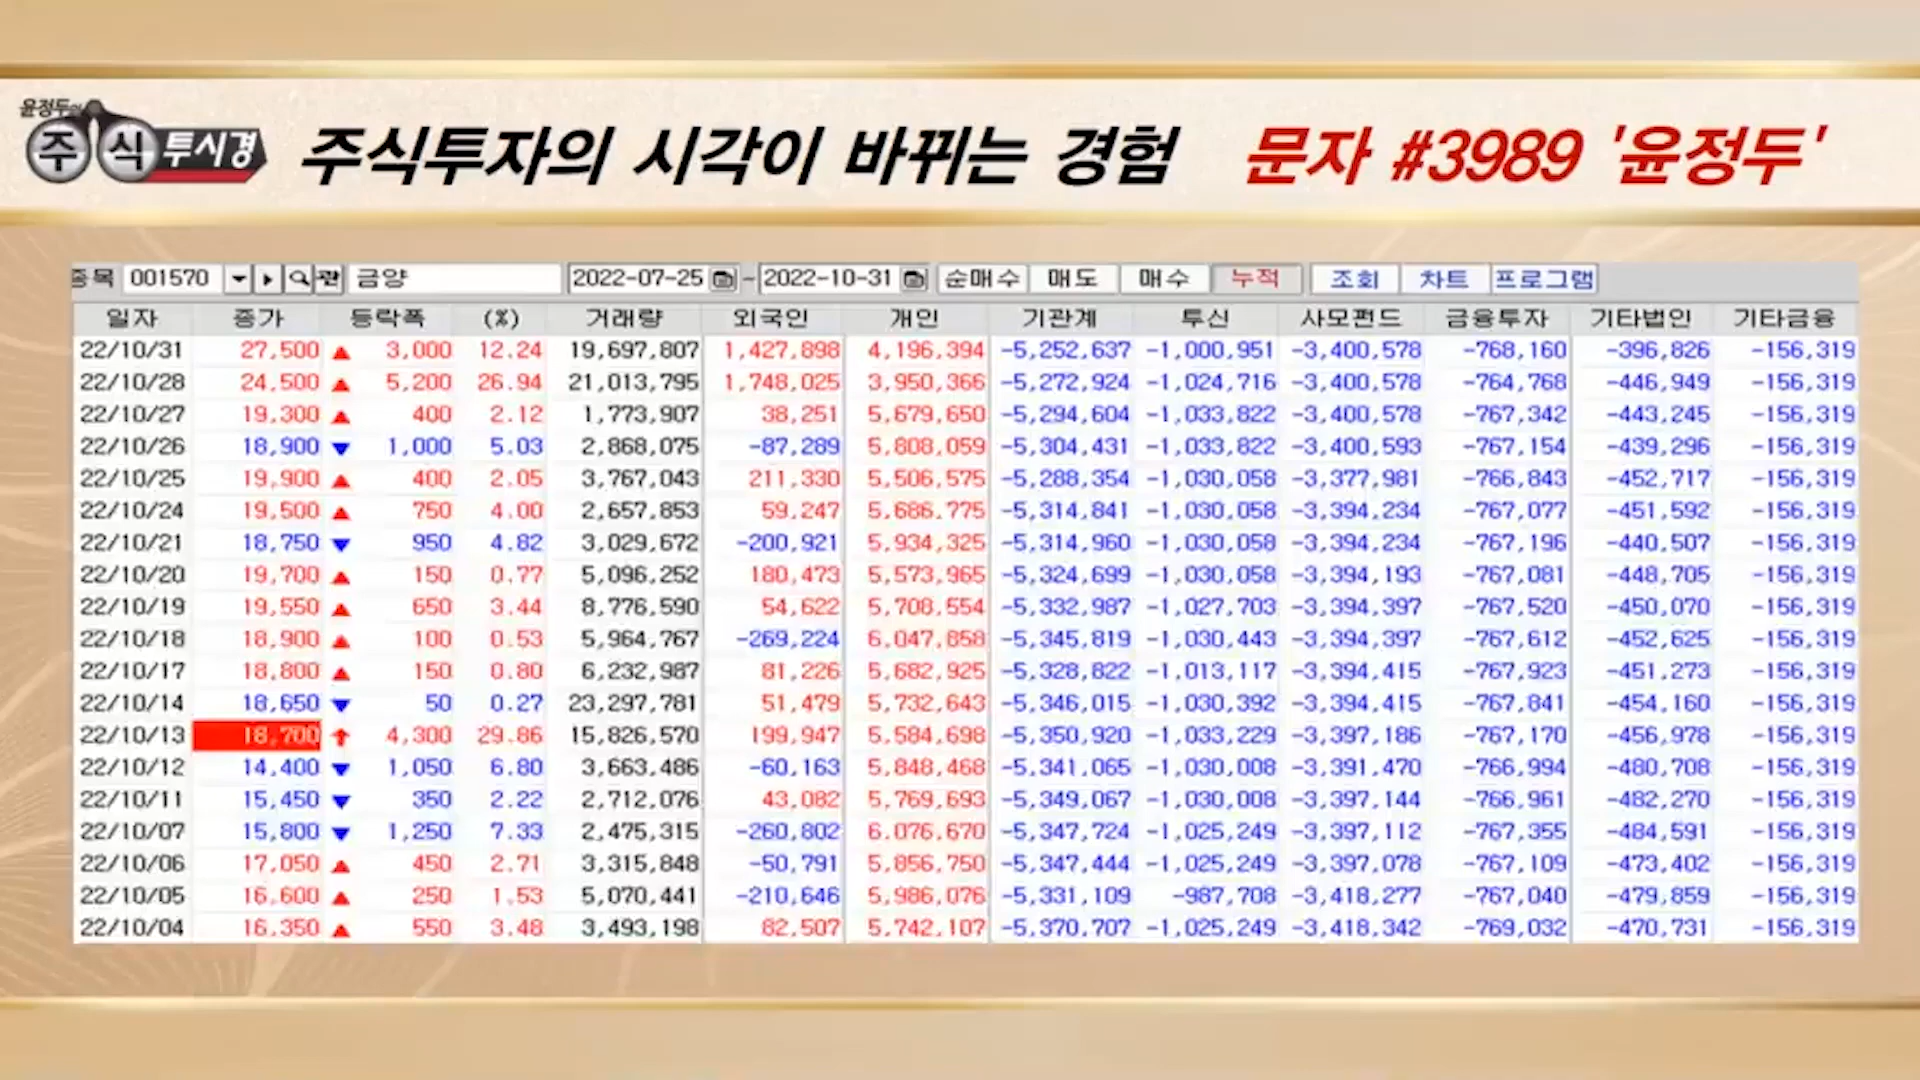 윤정두의
주식투시경
주식투자의 시각이 바뀌는 경험 문자 #3989 '윤정두'
종목 001570 관 금양 2022-07-25 ~ 2022-10-31 순매수 매도 매수 누적 조회 차트 프로그램
일자 종가 등락폭 (%) 거래량 외국인 개인 기관계 투신 사모펀드 금융투자 기타법인 기타금융
22/10/31 27,500 ▲ 3,000 12.24 19,697,807 1,427,898 4,196,394 -5,252,637 -1,000,951 -3,400,578 -768,160 -396,826 -156,319
22/10/28 24,500 ▲ 5,200 26.94 21,013,795 1,748,025 3,950,366 -5,272,924 -1,024,716 -3,400,578 -764,768 -446,949 -156,319
22/10/27 19,300 ▲ 400 2.12 1,773,907 38,251 5,679,650 -5,294,604 -1,033,822 -3,400,578 -767,342 -443,245 -156,319
22/10/26 18,900 ▼ 1,000 5.03 2,868,075 -87,289 5,808,059 -5,304,431 -1,033,822 -3,400,593 -767,154 -439,296 -156,319
22/10/25 19,900 ▲ 400 2.05 3,767,043 211,330 5,506,575 -5,288,354 -1,030,058 -3,377,981 -766,843 -452,717 -156,319
22/10/24 19,500 ▲ 750 4.00 2,657,853 59,247 5,686,775 -5,314,841 -1,030,058 -3,394,234 -767,077 -451,592 -156,319
22/10/21 18,750 ▼ 950 4.82 3,029,672 -200,921 5,934,325 -5,314,960 -1,030,058 -3,394,234 -767,196 -440,507 -156,319
22/10/20 19,700 ▲ 150 0.77 5,096,252 180,473 5,573,965 -5,324,699 -1,030,058 -3,394,193 -767,081 -448,705 -156,319
22/10/19 19,550 ▲ 650 3.44 8,776,590 54,622 5,708,554 -5,332,987 -1,027,703 -3,394,397 -767,520 -450,070 -156,319
22/10/18 18,900 ▲ 100 0.53 5,964,767 -269,224 6,047,858 -5,345,819 -1,030,443 -3,394,397 -767,612 -452,625 -156,319
22/10/17 18,800 ▲ 150 0.80 6,232,987 81,226 5,682,925 -5,328,822 -1,013,117 -3,394,415 -767,923 -451,273 -156,319
22/10/14 18,650 ▼ 50 0.27 23,297,781 51,479 5,732,643 -5,346,015 -1,030,392 -3,394,415 -767,841 -454,160 -156,319
22/10/13 18,700 ↑ 4,300 29.86 15,826,570 199,947 5,584,698 -5,350,920 -1,033,229 -3,397,186 -767,170 -456,978 -156,319
22/10/12 14,400 ▼ 1,050 6.80 3,663,486 -60,163 5,848,468 -5,341,065 -1,030,008 -3,391,470 -766,994 -480,708 -156,319
22/10/11 15,450 ▼ 350 2.22 2,712,076 43,082 5,769,693 -5,349,067 -1,030,008 -3,397,144 -766,961 -482,270 -156,319
22/10/07 15,800 ▼ 1,250 7.33 2,475,315 -260,802 6,076,670 -5,347,724 -1,025,249 -3,397,112 -767,355 -484,591 -156,319
22/10/06 17,050 ▲ 450 2.71 3,315,848 -50,791 5,856,750 -5,347,444 -1,025,249 -3,397,078 -767,109 -473,402 -156,319
22/10/05 16,600 ▲ 250 1.53 5,070,441 -210,646 5,986,076 -5,331,109 -987,708 -3,418,277 -767,040 -479,859 -156,319
22/10/04 16,350 ▲ 550 3.48 3,493,198 82,507 5,742,107 -5,370,707 -1,025,249 -3,418,342 -769,032 -470,731 -156,319